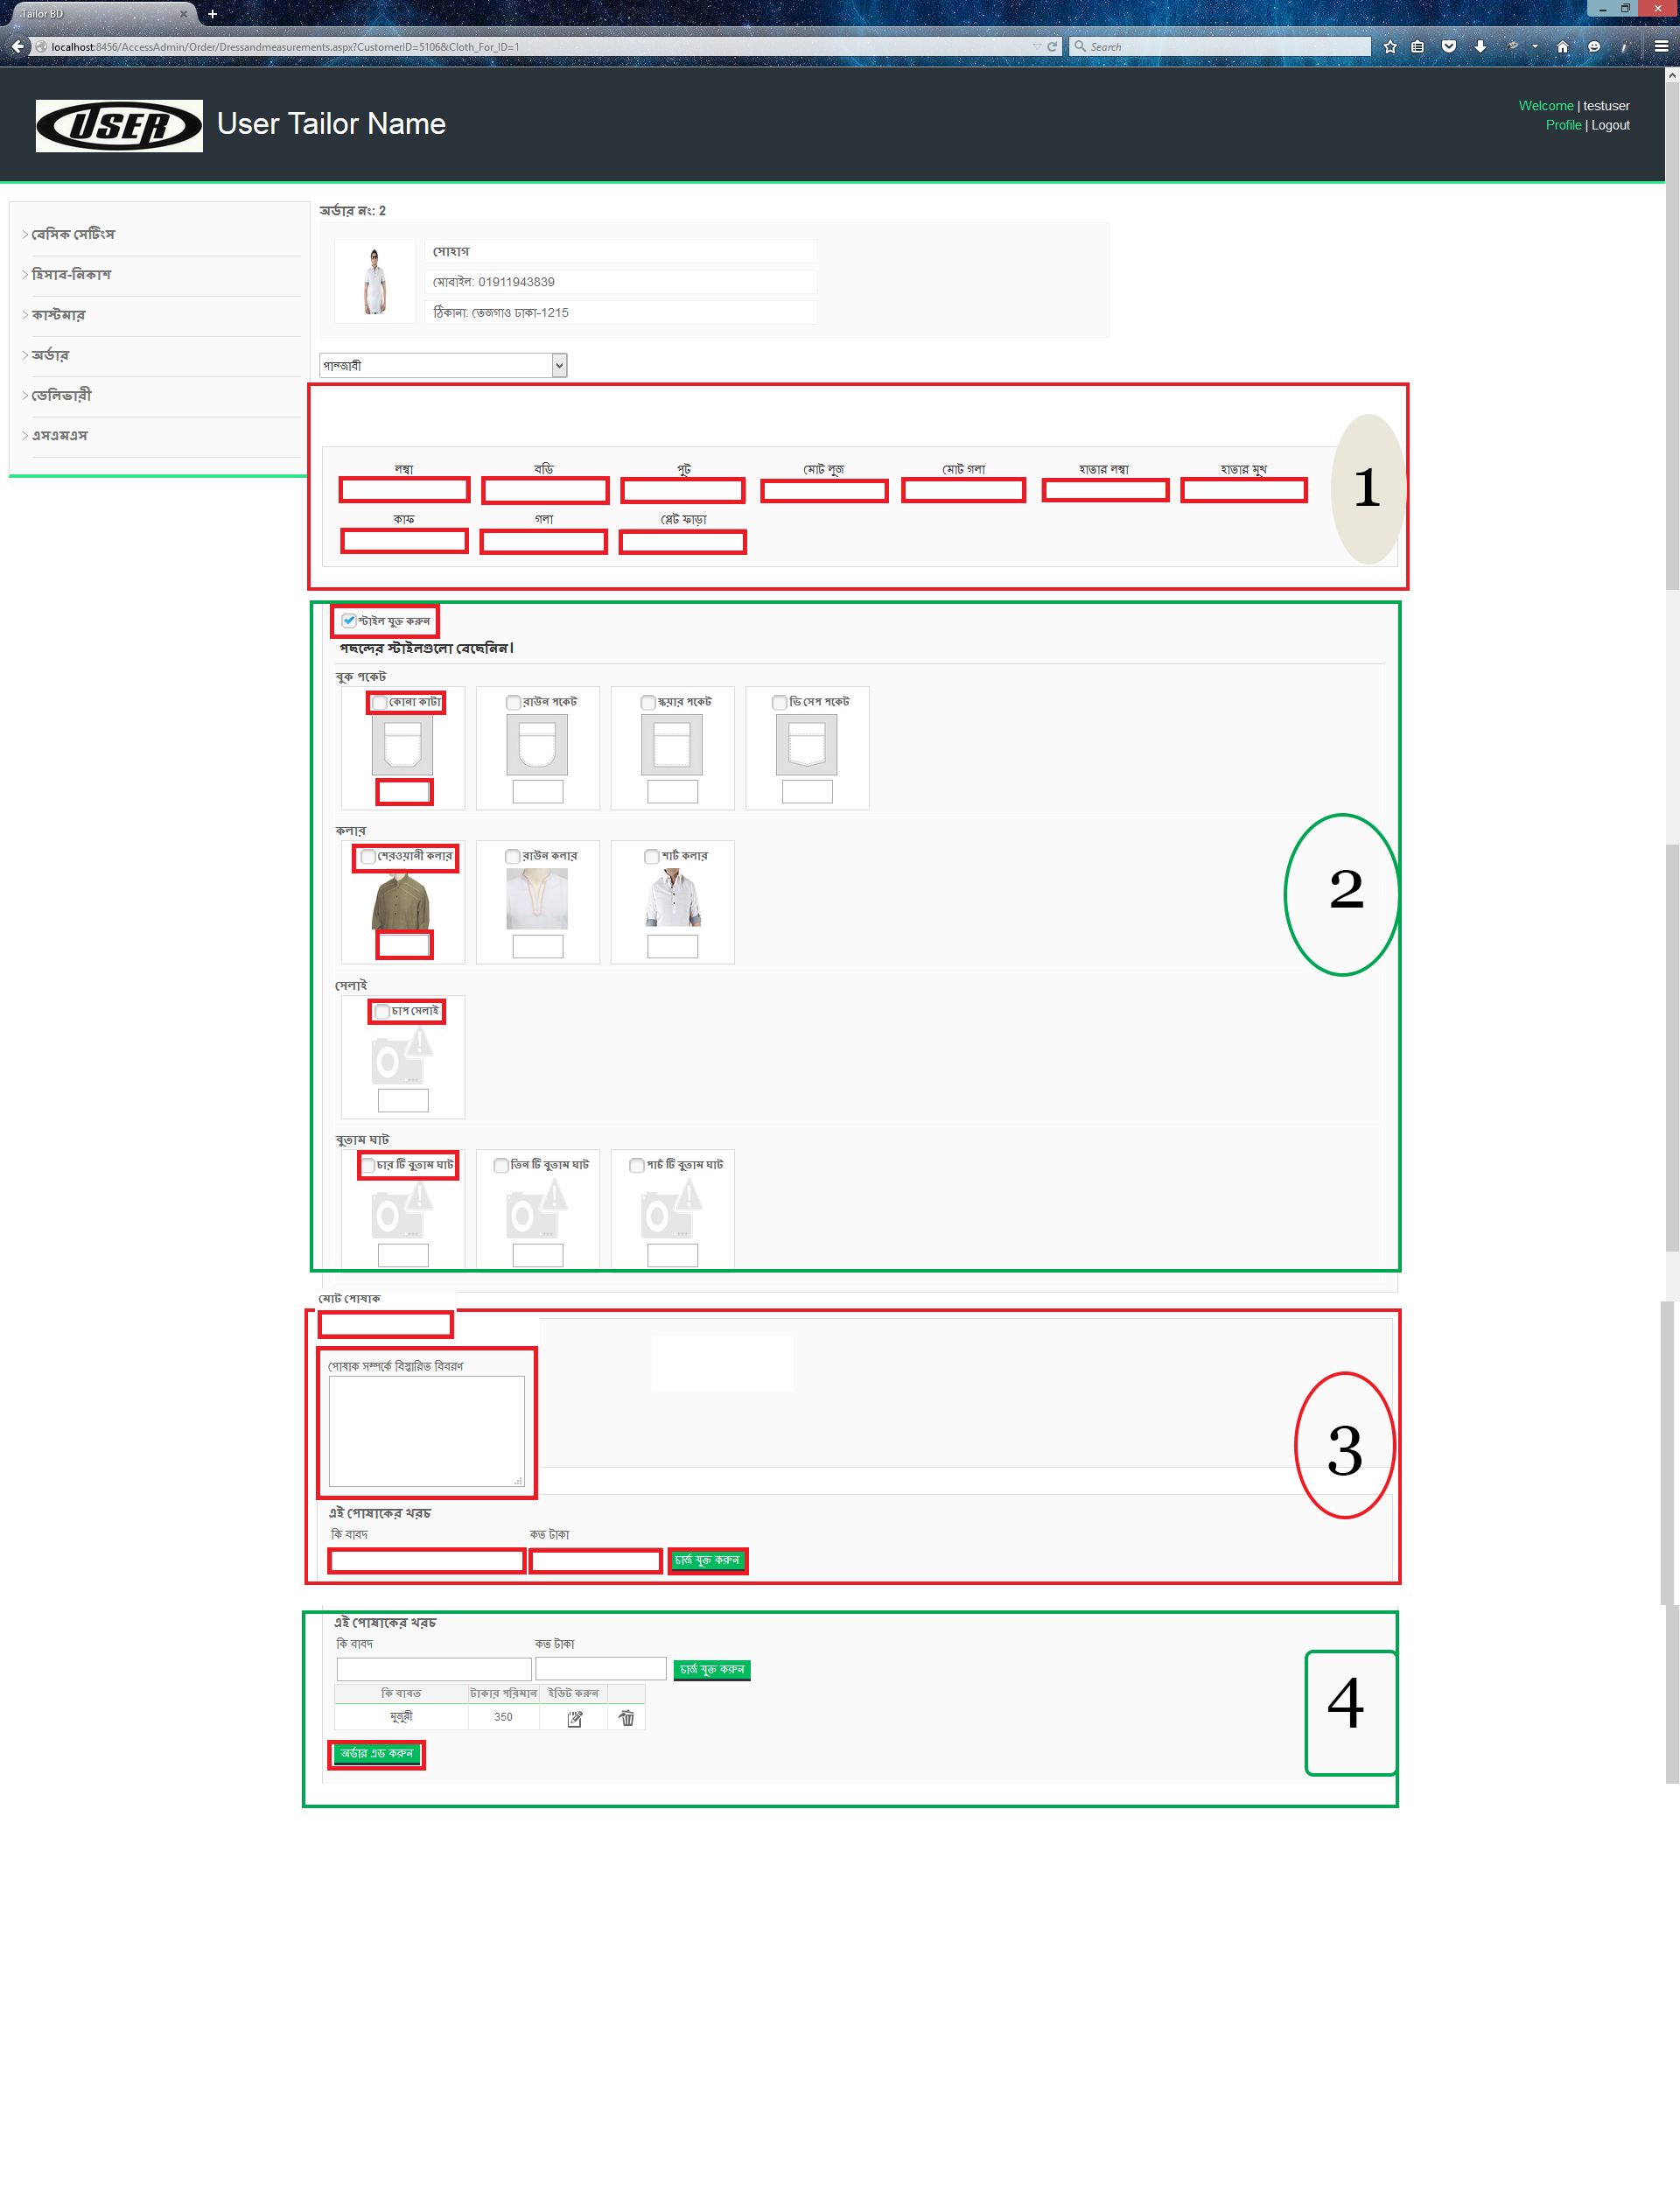 Tailor BD
localhost:8456/AccessAdmin/Order/Dressandmeasurements.aspx?CustomerID=5106&Cloth_For_ID=1
Search
USER
User Tailor Name
Welcome | testuser
Profile | Logout
বেসিক সেটিংস
হিসাব-নিকাশ
কাস্টমার
অর্ডার
ডেলিভারী
এসএমএস
অর্ডার নং: 2
সোহাগ
মোবাইল: 01911943839
ঠিকানা: তেজগাও ঢাকা-1215
পাঞ্জাবী
লম্বা বডি পুট মোট লুজ মোট গলা হাতার লম্বা হাতার মুখ
1
কাফ গলা প্লেট ফাড়া
স্টাইল যুক্ত করুন
পছন্দের স্টাইলগুলো বেছেনিন।
বুক পকেট
কোনা কাটা রাউন পকেট স্কয়ার পকেট ভি সেপ পকেট
কলার
শেরওয়ানী কলার রাউন কলার শার্ট কলার
2
সেলাই
চাপ সেলাই
বুতাম ঘাট
চার টি বুতাম ঘাট তিন টি বুতাম ঘাট পাচঁ টি বুতাম ঘাট
মোট পোষাক
পোষাক সম্পর্কে বিস্তারিত বিবরণ
3
এই পোষাকের খরচ
কি বাবদ কত টাকা
চার্জ যুক্ত করুন
এই পোষাকের খরচ
কি বাবদ কত টাকা
চার্জ যুক্ত করুন
কি বাবত টাকার পরিমান ইডিট করুন
মুজুরী 350
4
অর্ডার এড করুন